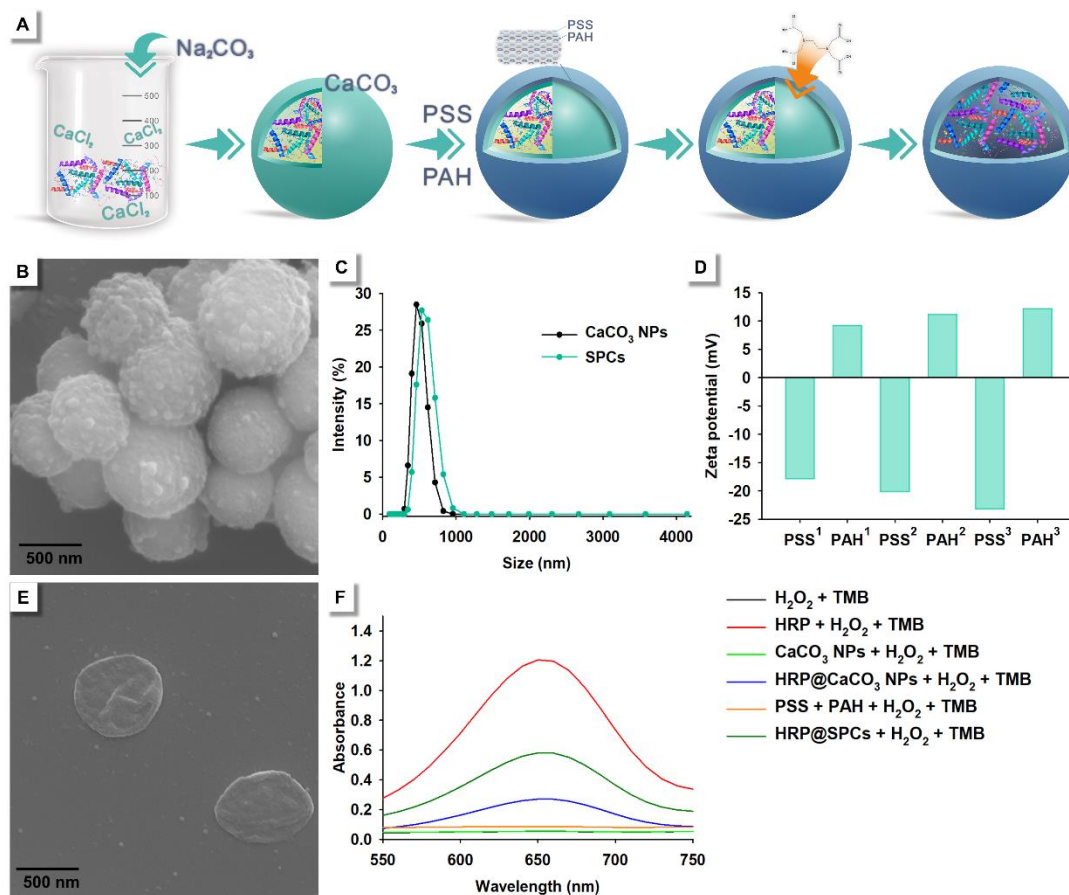 A
Na₂CO₃
500
400
300
200
100
CaCl₂
CaCl₂
CaCl₂
CaCO₃
PSS
PAH
PSS
PAH
B
500 nm
C
Intensity (%)
30
25
20
15
10
5
0
0
1000
2000
3000
4000
Size (nm)
CaCO₃ NPs
SPCs
D
Zeta potential (mV)
15
10
5
0
-5
-10
-15
-20
-25
PSS¹ PAH¹ PSS² PAH² PSS³ PAH³
E
500 nm
F
Absorbance
1.4
1.2
1.0
0.8
0.6
0.4
0.2
0.0
550
600
650
700
750
Wavelength (nm)
H₂O₂ + TMB
HRP + H₂O₂ + TMB
CaCO₃ NPs + H₂O₂ + TMB
HRP@CaCO₃ NPs + H₂O₂ + TMB
PSS + PAH + H₂O₂ + TMB
HRP@SPCs + H₂O₂ + TMB